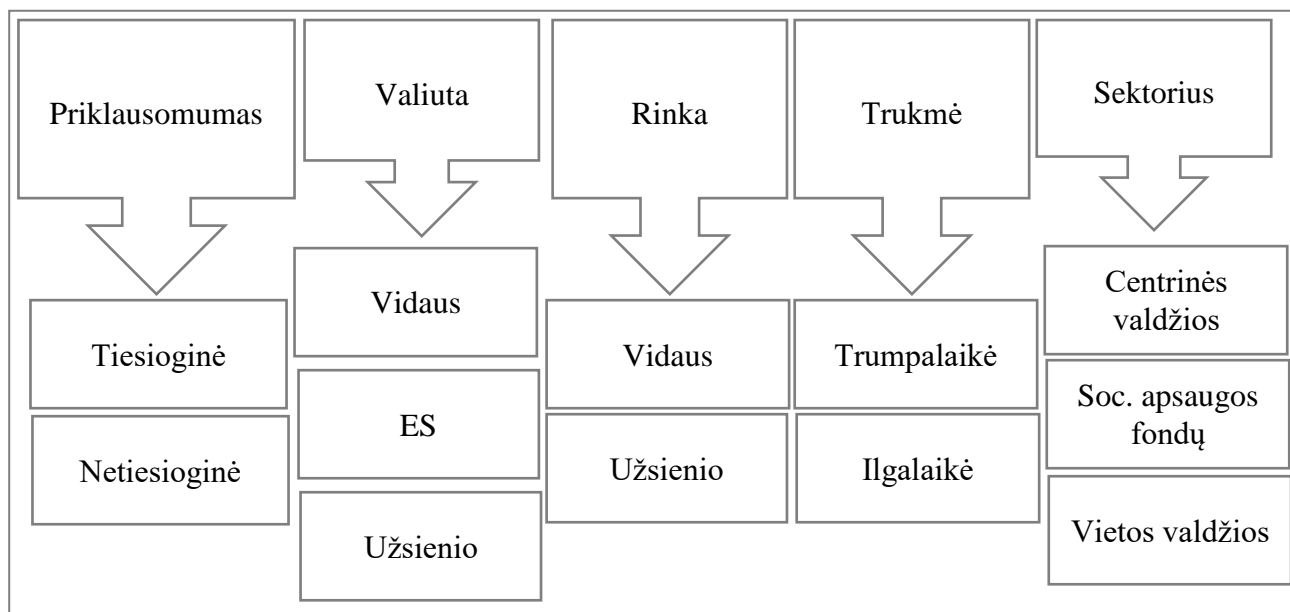 Priklausomumas
Valiuta
Rinka
Trukmė
Sektorius
Tiesioginė
Netiesioginė
Vidaus
ES
Užsienio
Vidaus
Užsienio
Trumpalaikė
Ilgalaikė
Centrinės
valdžios
Soc. apsaugos
fondų
Vietos valdžios